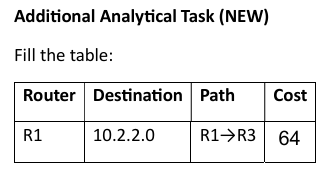 Additional Analytical Task (NEW)
Fill the table:
Router Destination Path Cost
R1 10.2.2.0 R1→R3 64